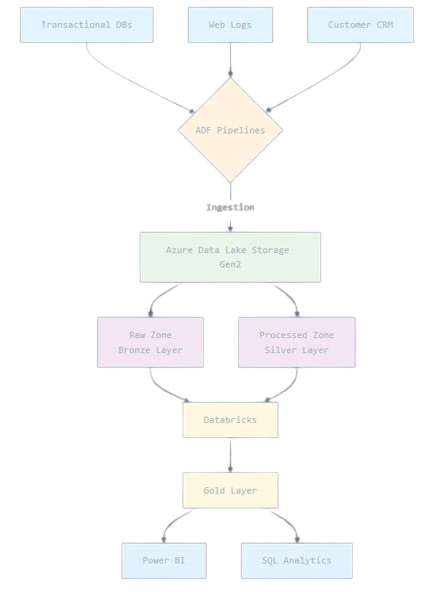 Transactional DBs
Web Logs
Customer CRM
ADF Pipelines
Ingestion
Azure Data Lake Storage
Gen2
Raw Zone
Bronze Layer
Processed Zone
Silver Layer
Databricks
Gold Layer
Power BI
SQL Analytics